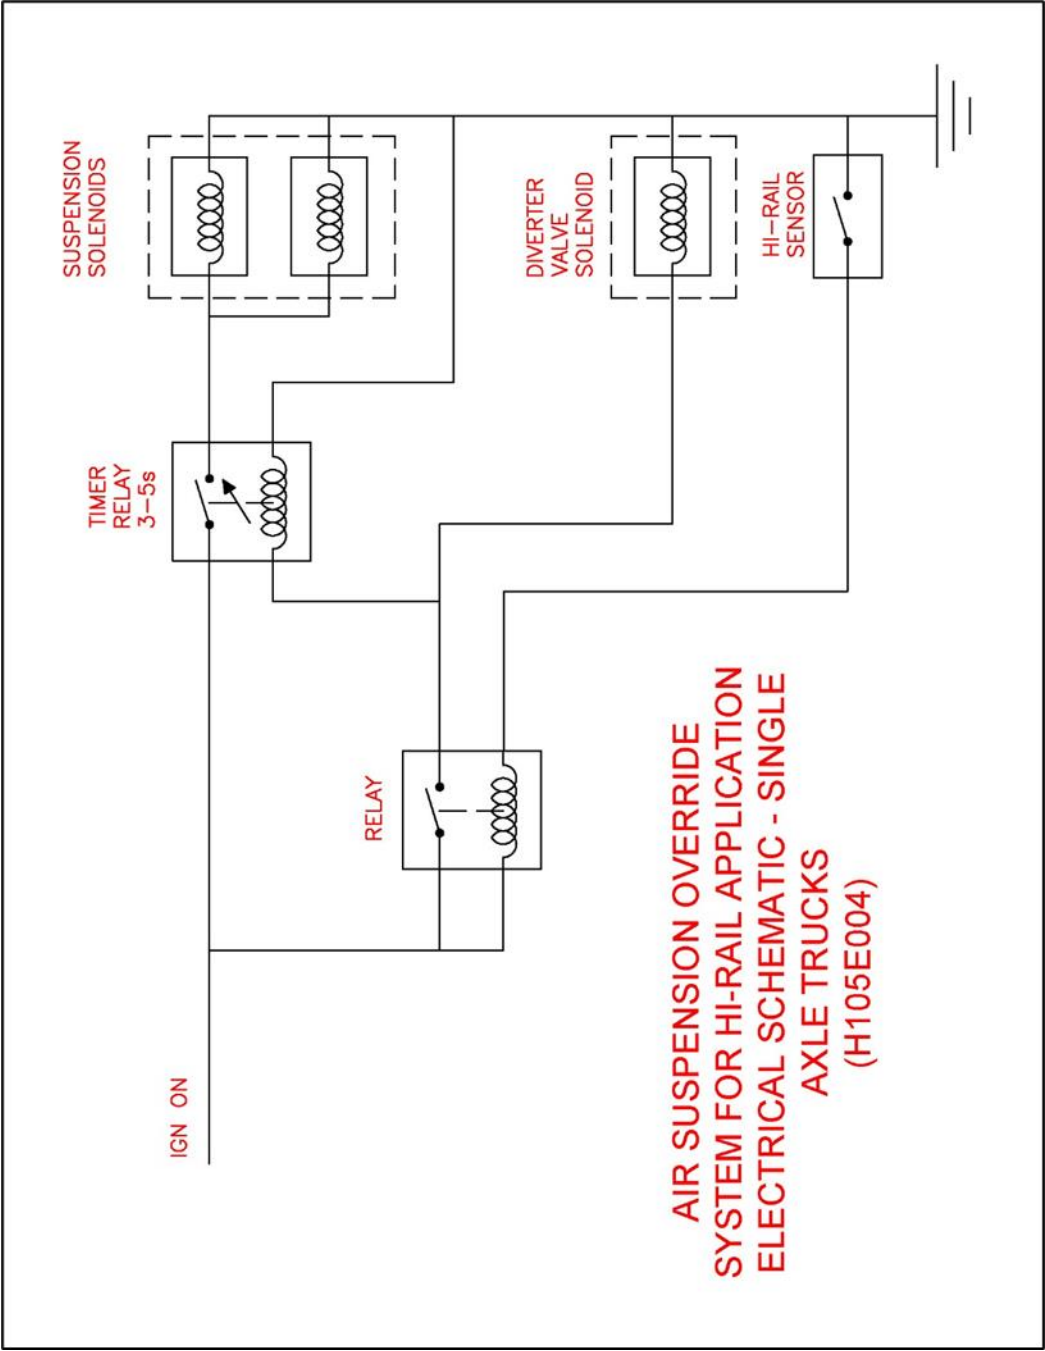 IGN ON
RELAY
TIMER
RELAY
3-5s
SUSPENSION
SOLENOIDS
DIVERTER
VALVE
SOLENOID
HI-RAIL
SENSOR
AIR SUSPENSION OVERRIDE
SYSTEM FOR HI-RAIL APPLICATION
ELECTRICAL SCHEMATIC - SINGLE
AXLE TRUCKS
(H105E004)